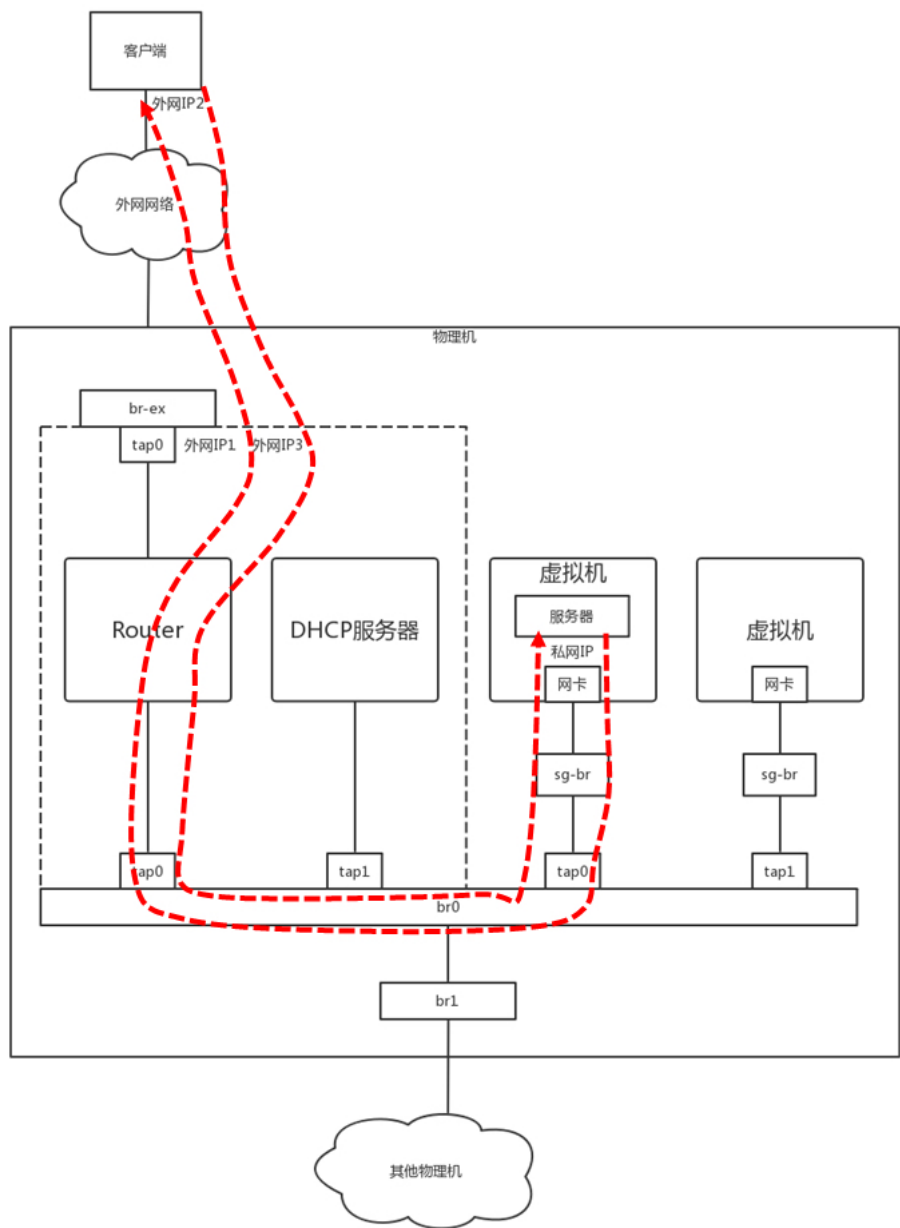 客户端
外网IP2
外网网络
物理机
br-ex
tap0
外网IP1
外网IP3
Router
DHCP服务器
虚拟机
服务器
私网IP
网卡
虚拟机
网卡
sg-br
sg-br
tap0
tap1
tap0
tap1
br0
br1
其他物理机